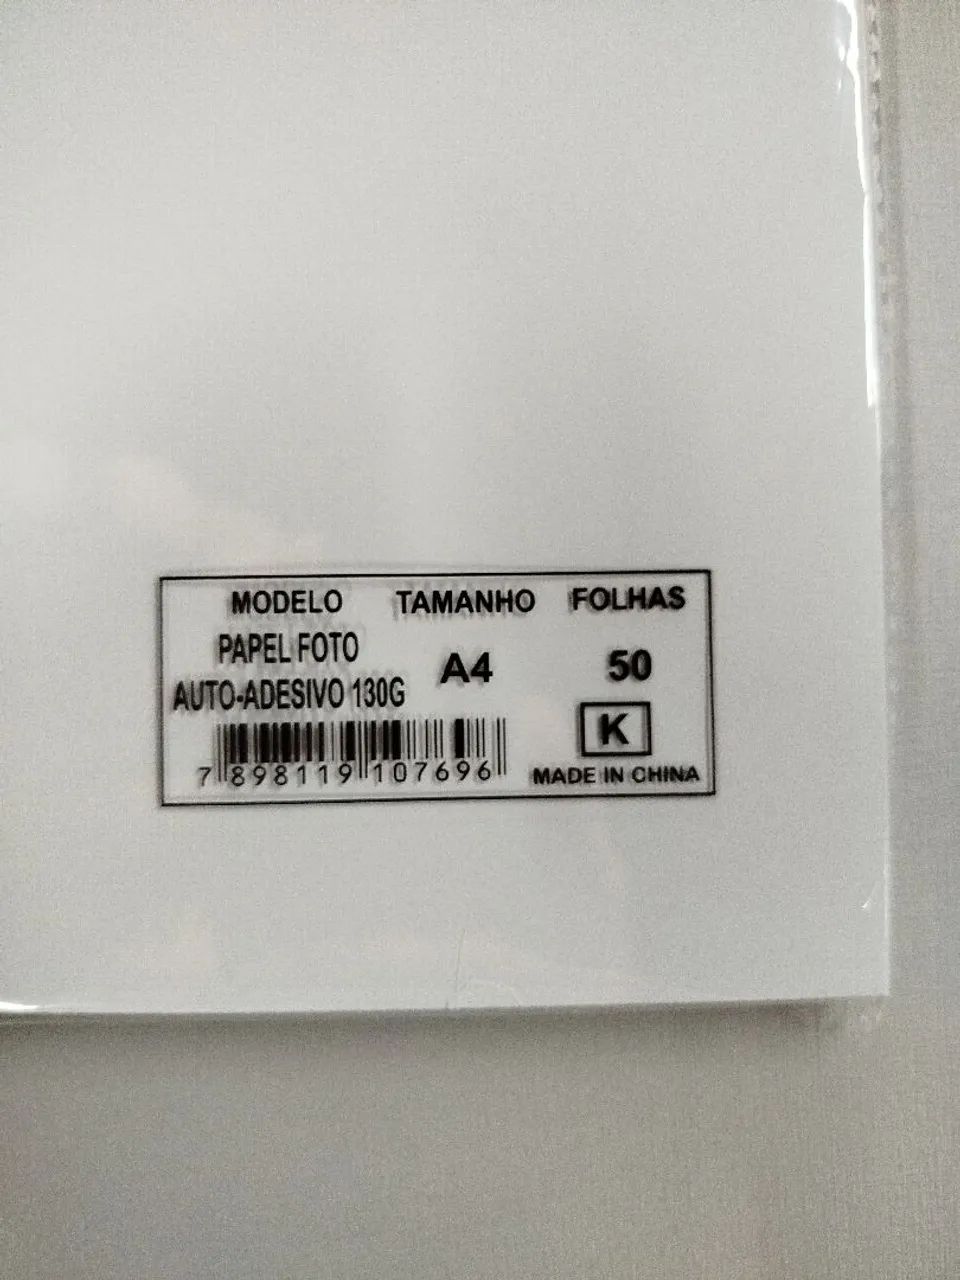 MODELO TAMANHO FOLHAS
PAPEL FOTO
AUTO-ADESIVO 130G
A4
50
K
7 898119 107696
MADE IN CHINA